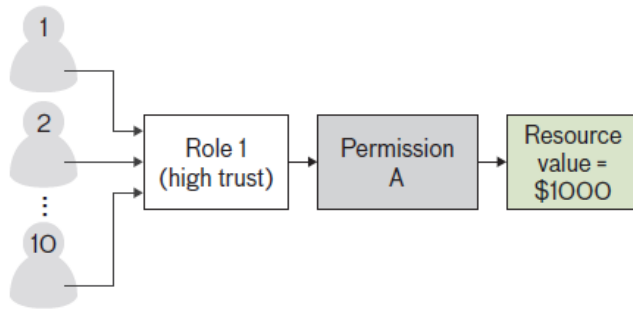 1
2
⋮
10
Role 1
(high trust)
Permission
A
Resource
value =
$1000